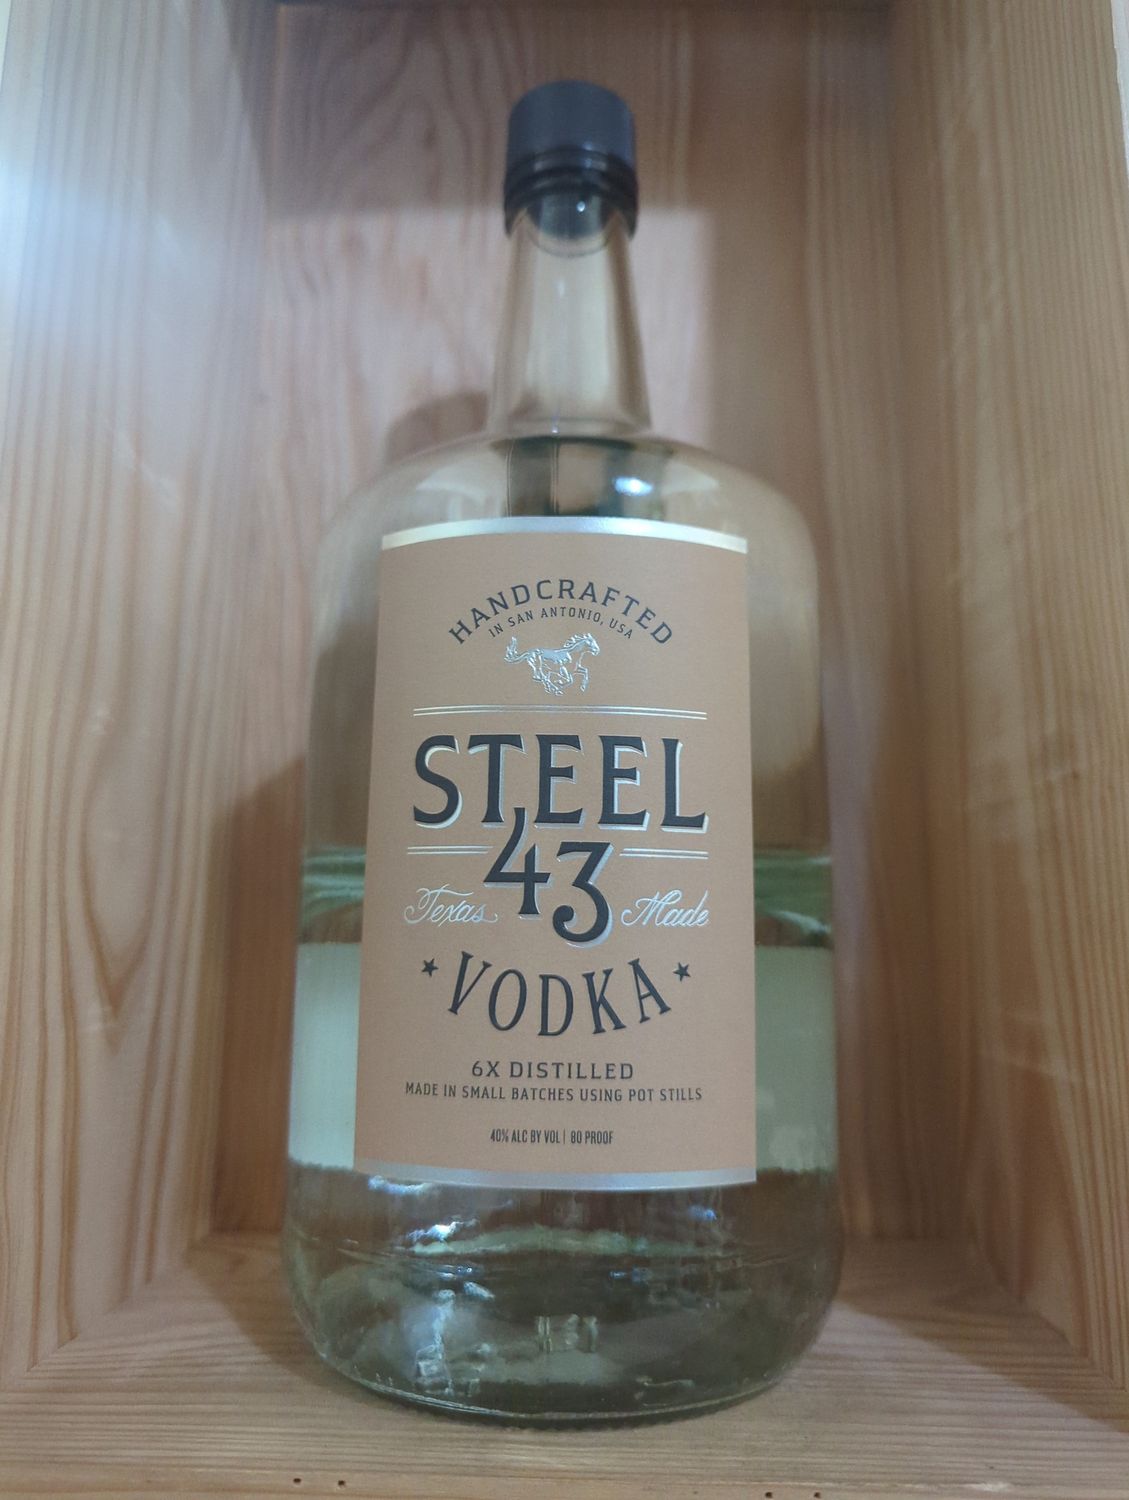 HANDCRAFTED
IN SAN ANTONIO, USA
STEEL
43
Texas Made
★ VODKA ★
6X DISTILLED
MADE IN SMALL BATCHES USING POT STILLS
40% ALC BY VOL | 80 PROOF